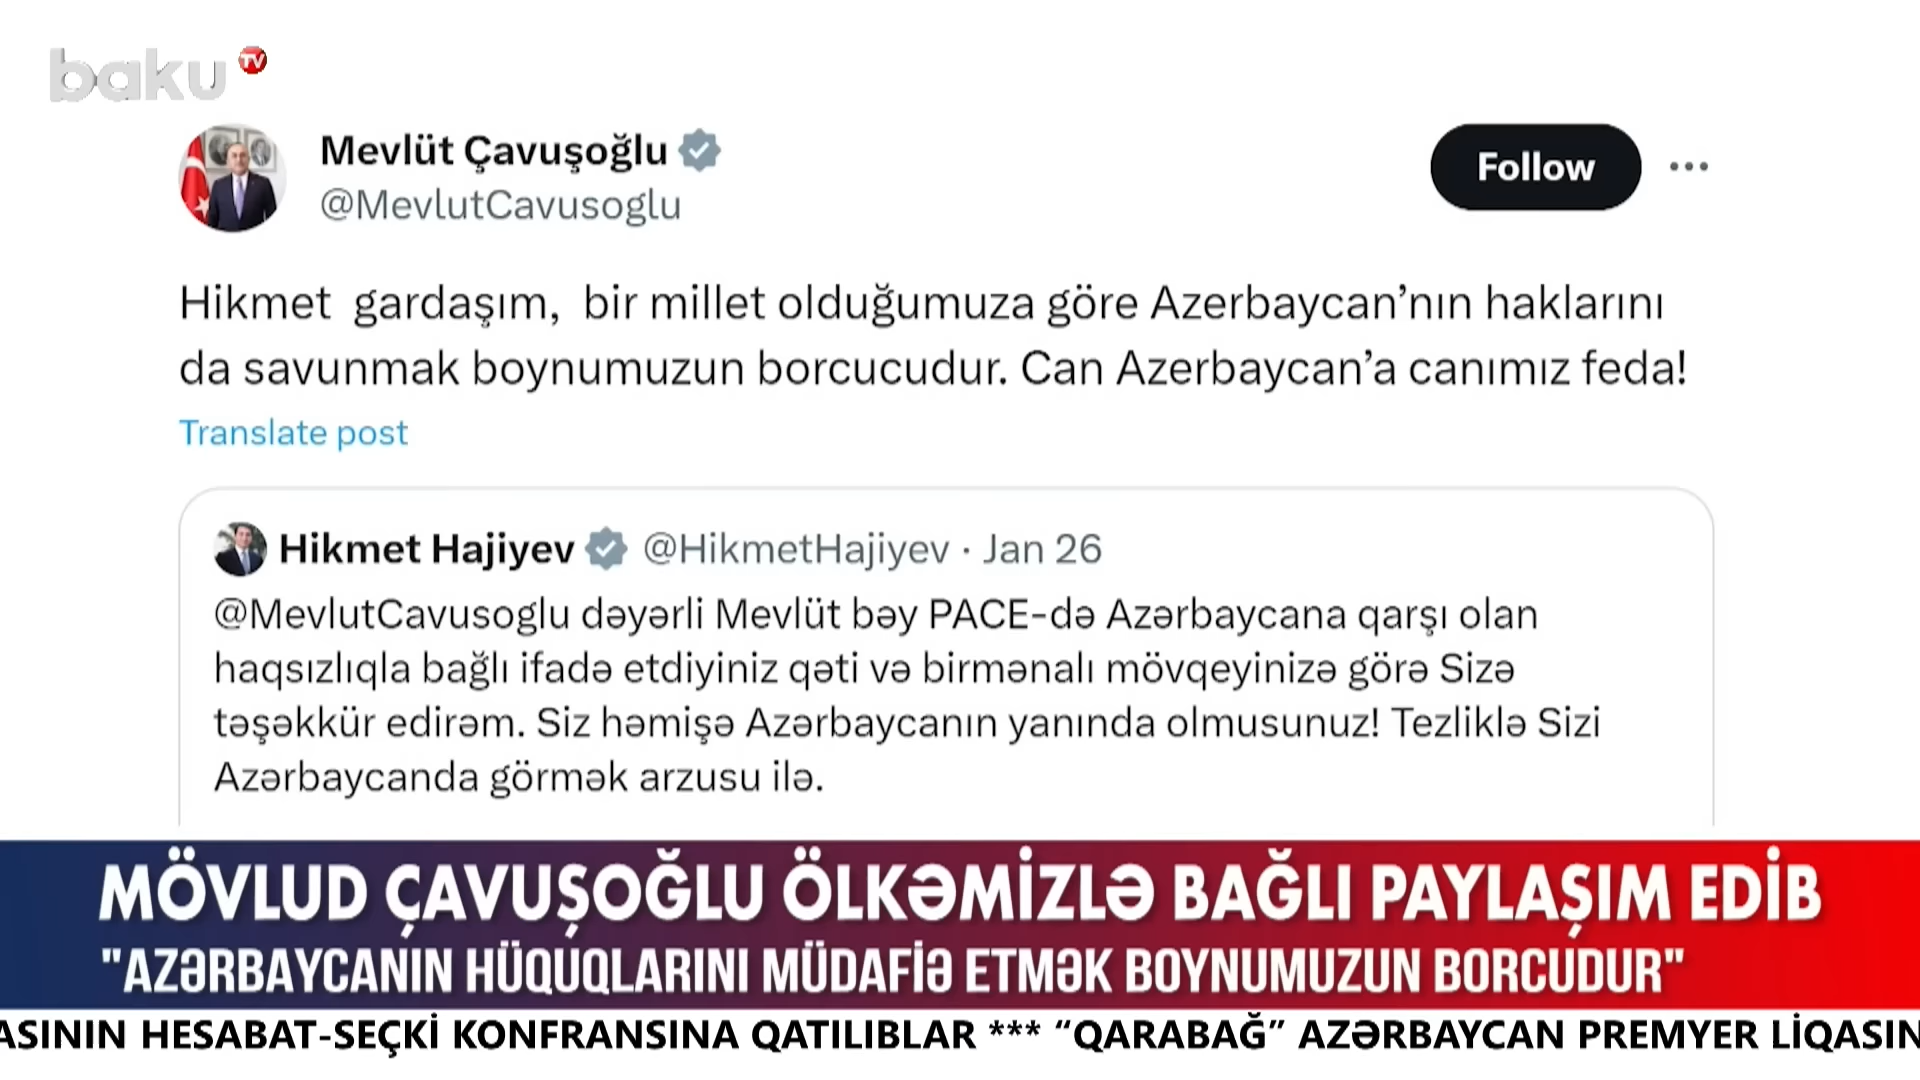 baku TV
Mevlüt Çavuşoğlu
@MevlutCavusoglu
Follow
Hikmet gardaşım, bir millet olduğumuza göre Azerbaycan’nın haklarını
da savunmak boynumuzun borcucudur. Can Azerbaycan’a canımız feda!
Translate post
Hikmet Hajiyev @HikmetHajiyev · Jan 26
@MevlutCavusoglu dəyərli Mevlüt bəy PACE-də Azərbaycana qarşı olan
haqsızlıqla bağlı ifadə etdiyiniz qəti və birmənalı mövqeyinizə görə Sizə
təşəkkür edirəm. Siz həmişə Azərbaycanın yanında olmusunuz! Tezliklə Sizi
Azərbaycanda görmək arzusu ilə.
MÖVLUD ÇAVUŞOĞLU ÖLKƏMİZLƏ BAĞLI PAYLAŞIM EDİB
"AZƏRBAYCANIN HÜQUQLARINI MÜDAFİƏ ETMƏK BOYNUMUZUN BORCUDUR"
ASININ HESABAT-SEÇKİ KONFRANSINA QATILIBLAR *** “QARABAĞ” AZƏRBAYCAN PREMYER LİQASIN